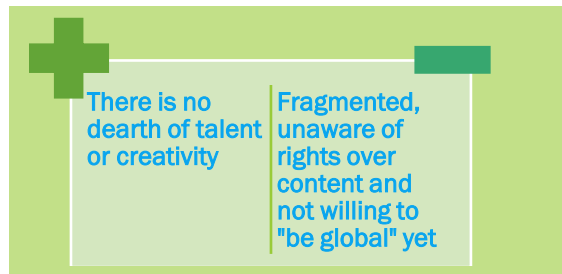 There is no
dearth of talent
or creativity
Fragmented,
unaware of
rights over
content and
not willing to
"be global" yet